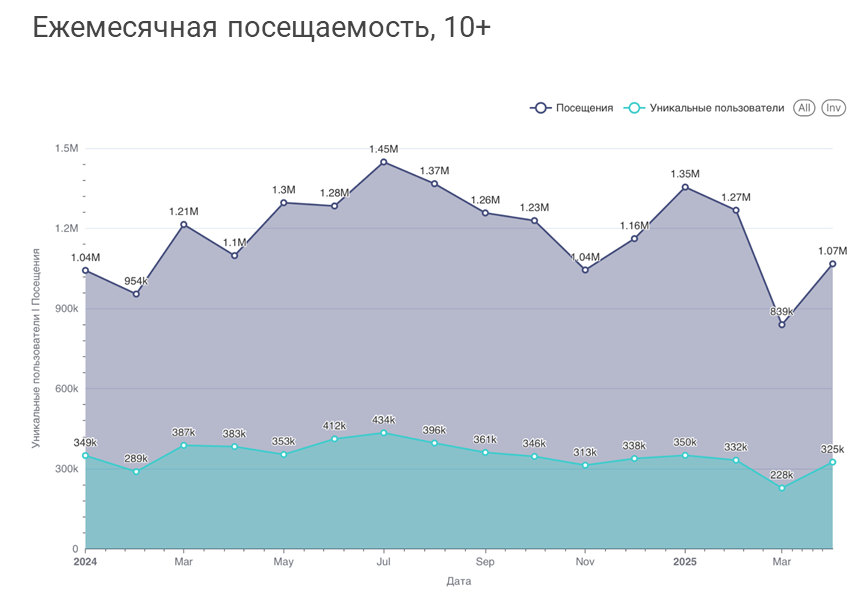 Ежемесячная посещаемость, 10+
Посещения Уникальные пользователи All Inv
1.5M
1.2M
900k
600k
300k
0
Уникальные пользователи | Посещения
1.04M 954k 1.21M 1.1M 1.3M 1.28M 1.45M 1.37M 1.26M 1.23M 1.04M 1.16M 1.35M 1.27M 839k 1.07M
349k 289k 387k 383k 353k 412k 434k 396k 361k 346k 313k 338k 350k 332k 228k 325k
2024 Mar May Jul Sep Nov 2025 Mar
Дата